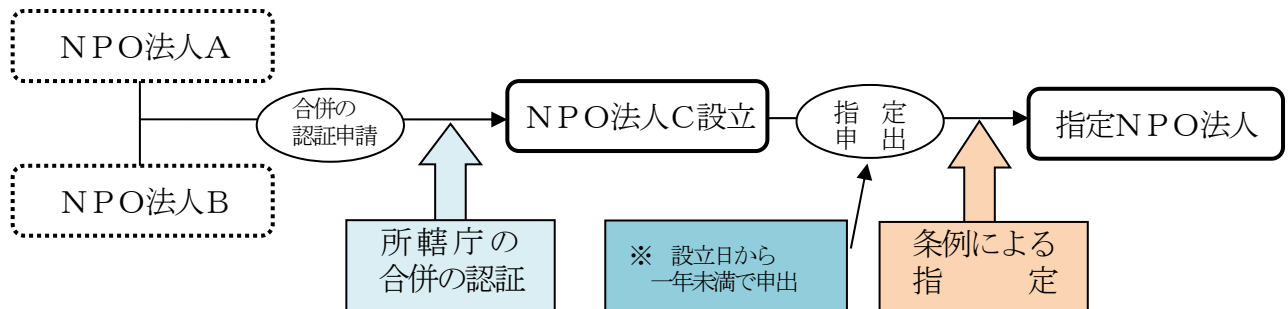 ＮＰＯ法人Ａ
合併の
認証申請
ＮＰＯ法人Ｃ設立
指　定
申　出
指定ＮＰＯ法人
ＮＰＯ法人Ｂ
所轄庁の
合併の認証
※　設立日から
一年未満で申出
条例による
指　　　定